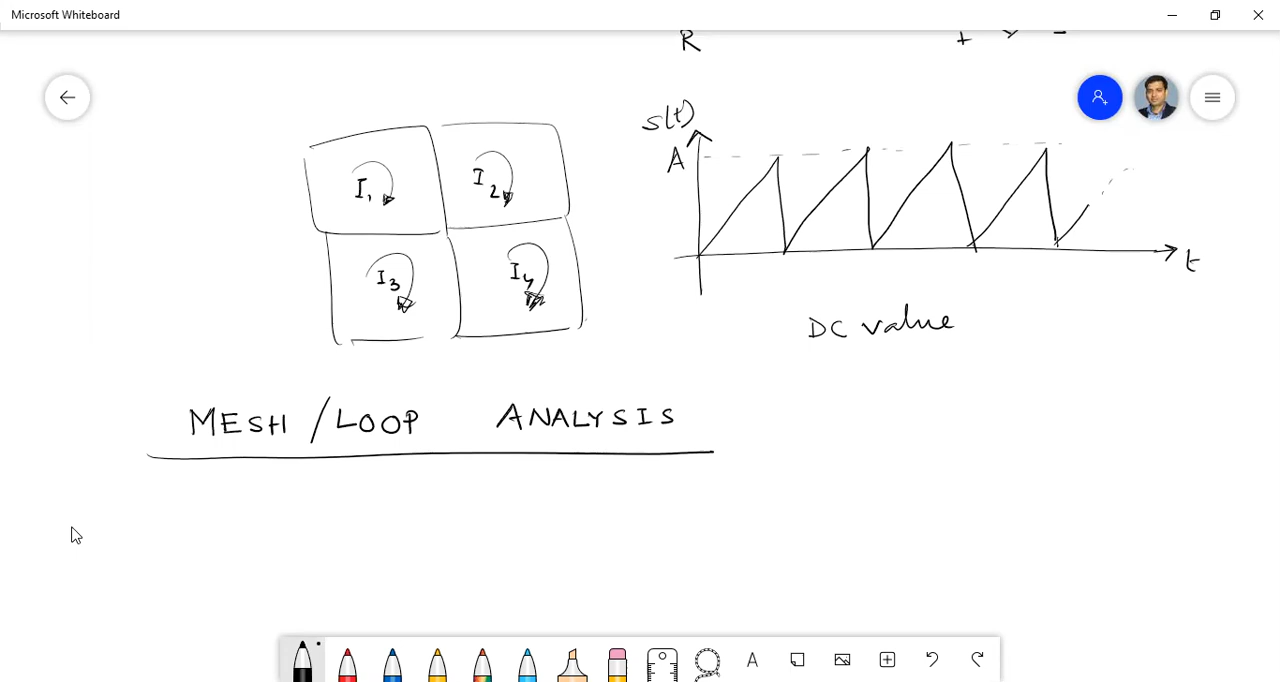 Microsoft Whiteboard
R
+ -
s(t)
A
I1
I2
I3
I4
t
DC value
MESH / LOOP ANALYSIS
A